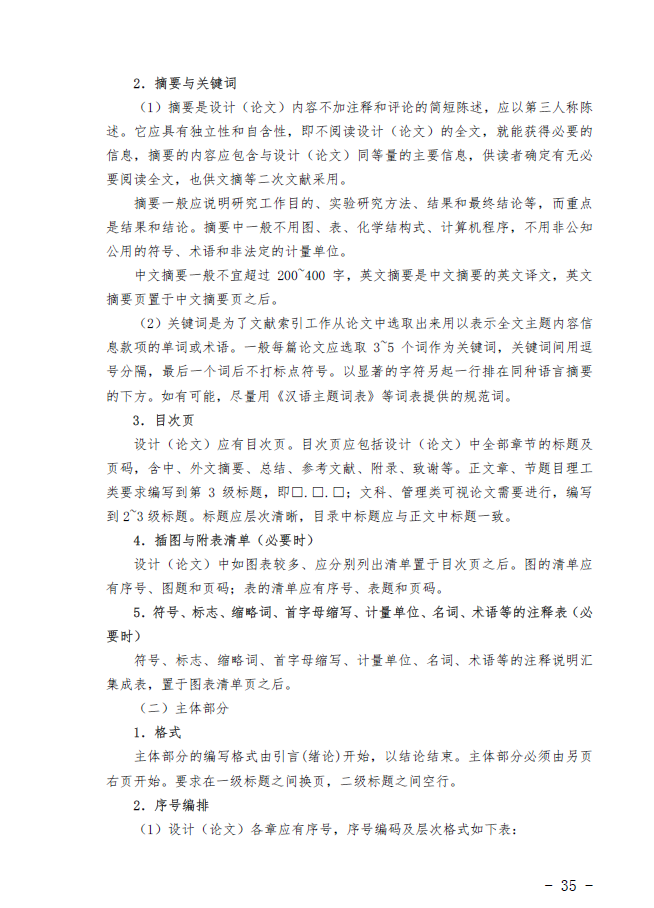 2．摘要与关键词
（1）摘要是设计（论文）内容不加注释和评论的简短陈述，应以第三人称陈
述。它应具有独立性和自含性，即不阅读设计（论文）的全文，就能获得必要的
信息，摘要的内容应包含与设计（论文）同等量的主要信息，供读者确定有无必
要阅读全文，也供文摘等二次文献采用。
摘要一般应说明研究工作目的、实验研究方法、结果和最终结论等，而重点
是结果和结论。摘要中一般不用图、表、化学结构式、计算机程序，不用非公知
公用的符号、术语和非法定的计量单位。
中文摘要一般不宜超过 200~400 字，英文摘要是中文摘要的英文译文，英文
摘要页置于中文摘要页之后。
（2）关键词是为了文献索引工作从论文中选取出来用以表示全文主题内容信
息款项的单词或术语。一般每篇论文应选取 3~5 个词作为关键词，关键词间用逗
号分隔，最后一个词后不打标点符号。以显著的字符另起一行排在同种语言摘要
的下方。如有可能，尽量用《汉语主题词表》等词表提供的规范词。
3．目次页
设计（论文）应有目次页。目次页应包括设计（论文）中全部章节的标题及
页码，含中、外文摘要、总结、参考文献、附录、致谢等。正文章、节题目理工
类要求编写到第 3 级标题，即□.□.□；文科、管理类可视论文需要进行，编写
到 2~3 级标题。标题应层次清晰，目录中标题应与正文中标题一致。
4．插图与附表清单（必要时）
设计（论文）中如图表较多、应分别列出清单置于目次页之后。图的清单应
有序号、图题和页码；表的清单应有序号、表题和页码。
5．符号、标志、缩略词、首字母缩写、计量单位、名词、术语等的注释表（必
要时）
符号、标志、缩略词、首字母缩写、计量单位、名词、术语等的注释说明汇
集成表，置于图表清单页之后。
（二）主体部分
1．格式
主体部分的编写格式由引言(绪论)开始，以结论结束。主体部分必须由另页
右页开始。要求在一级标题之间换页，二级标题之间空行。
2．序号编排
（1）设计（论文）各章应有序号，序号编码及层次格式如下表：
- 35 -